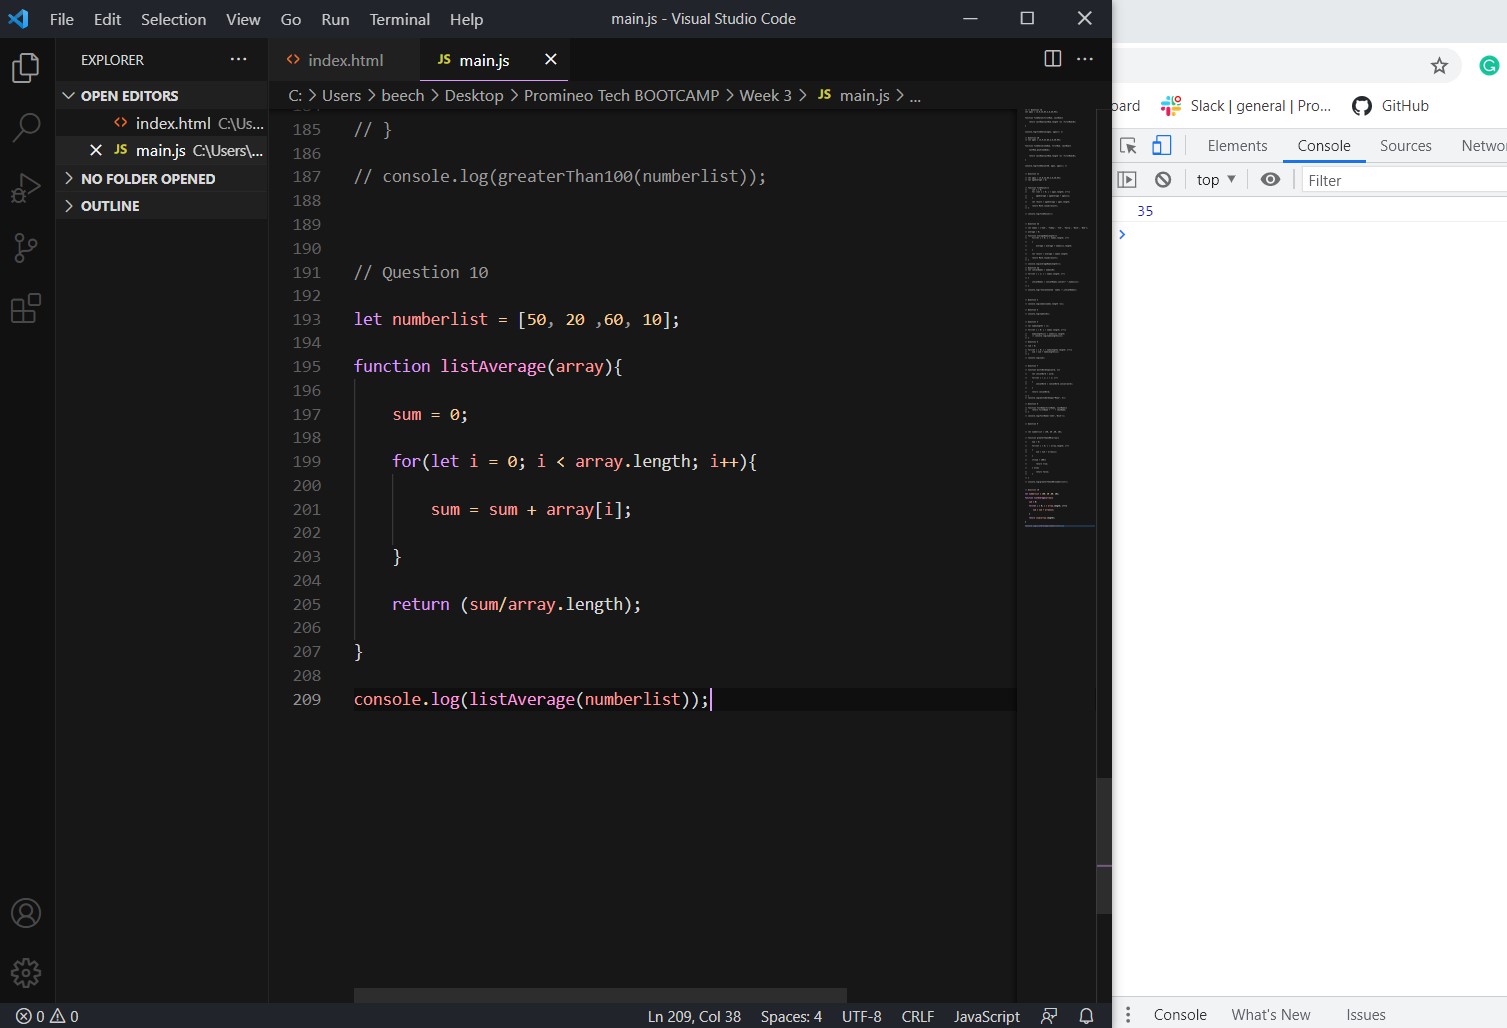 File Edit Selection View Go Run Terminal Help
main.js - Visual Studio Code
EXPLORER
OPEN EDITORS
index.html C:\Us...
JS main.js C:\Users\...
NO FOLDER OPENED
OUTLINE
index.html
JS main.js
C: > Users > beech > Desktop > Promineo Tech BOOTCAMP > Week 3 > JS main.js > ...
185 // }
186
187 // console.log(greaterThan100(numberlist));
188
189
190
191 // Question 10
192
193 let numberlist = [50, 20 ,60, 10];
194
195 function listAverage(array){
196
197 sum = 0;
198
199 for(let i = 0; i < array.length; i++){
200
201 sum = sum + array[i];
202
203 }
204
205 return (sum/array.length);
206
207 }
208
209 console.log(listAverage(numberlist));
0 0
Ln 209, Col 38 Spaces: 4 UTF-8 CRLF JavaScript
oard Slack | general | Pro... GitHub
Elements Console Sources Netwo
top Filter
35
Console What's New Issues